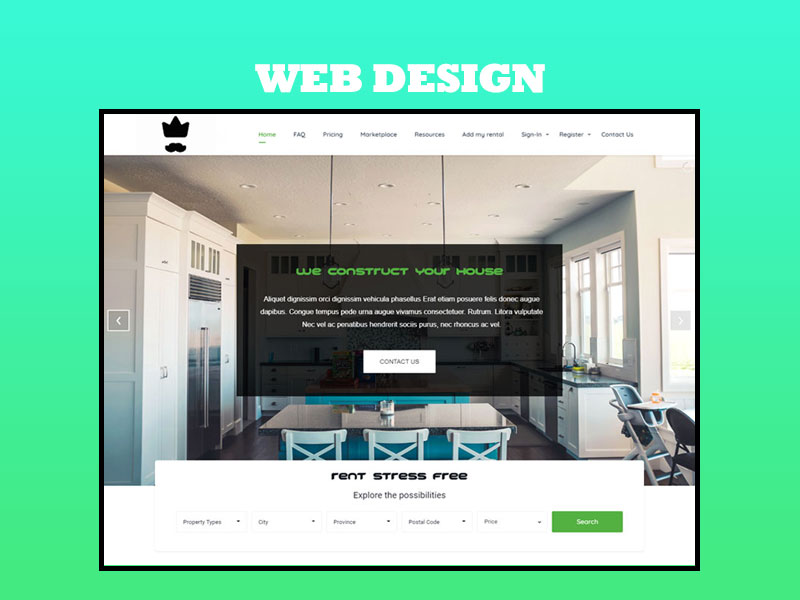 WEB DESIGN
Home FAQ Pricing Marketplace Resources Add my rental Sign-In Register Contact Us
WE CONSTRUCT YOUR HOUSE
Aliquet dignissim orci dignissim vehicula phasellus Erat etiam posuere felis donec augue
dapibus. Congue tempus pede urna augue vivamus consectetuer. Rutrum. Litora vulputate
Nec vel ac penatibus hendrerit sociis purus, nec rhoncus ac vel.
CONTACT US
RENT STRESS FREE
Explore the possibilities
Property Types City Province Postal Code Price Search